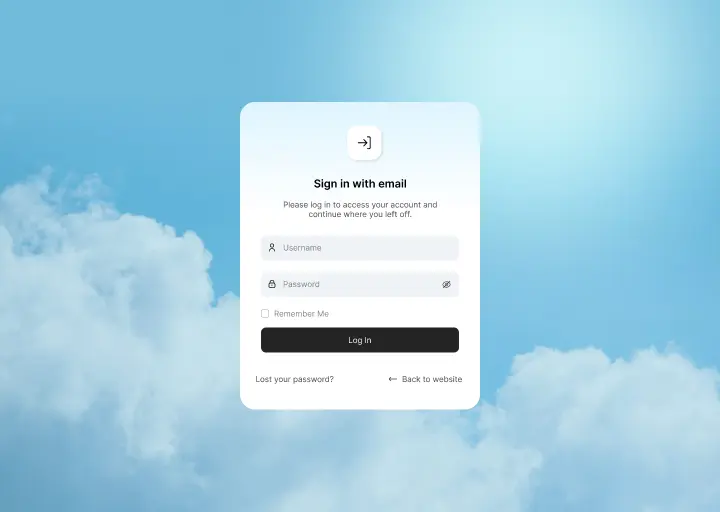 Sign in with email
Please log in to access your account and
continue where you left off.
Username
Password
Remember Me
Log In
Lost your password?
Back to website